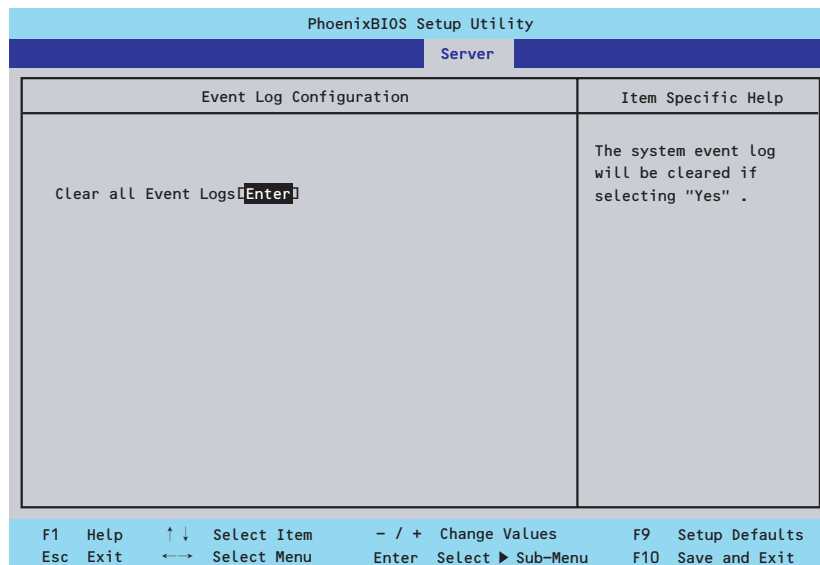 PhoenixBIOS Setup Utility
Server
Event Log Configuration
Item Specific Help
Clear all Event Logs[Enter]
The system event log
will be cleared if
selecting "Yes" .
F1 Help ↑↓ Select Item - / + Change Values F9 Setup Defaults
Esc Exit ←→ Select Menu Enter Select ▶ Sub-Menu F10 Save and Exit